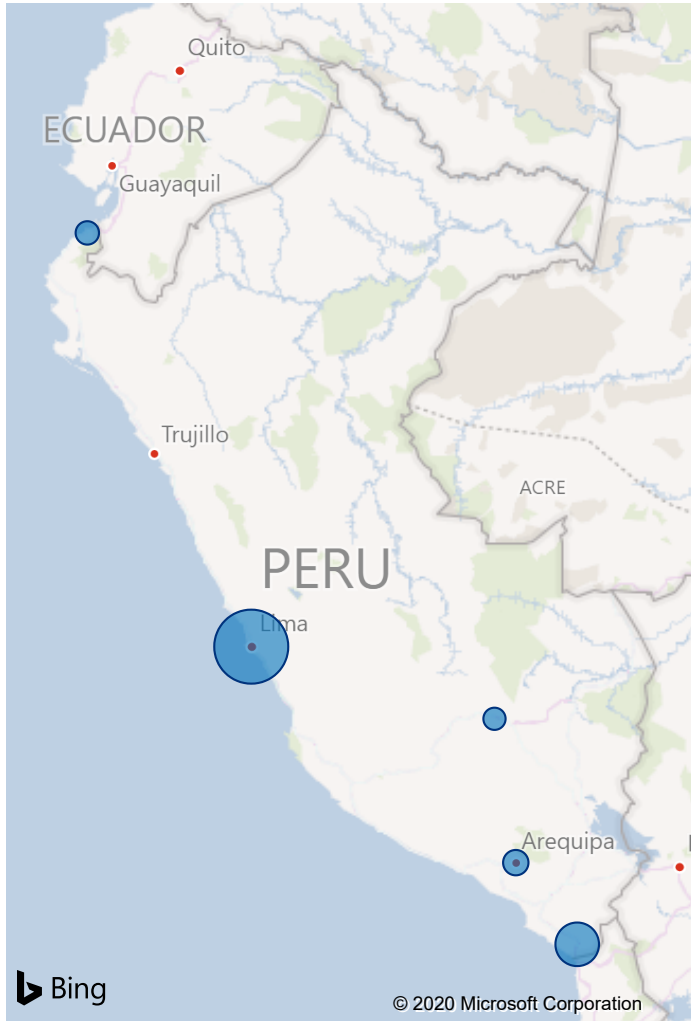 Quito
ECUADOR
Guayaquil
Trujillo
ACRE
PERU
Lima
Arequipa
Bing
© 2020 Microsoft Corporation